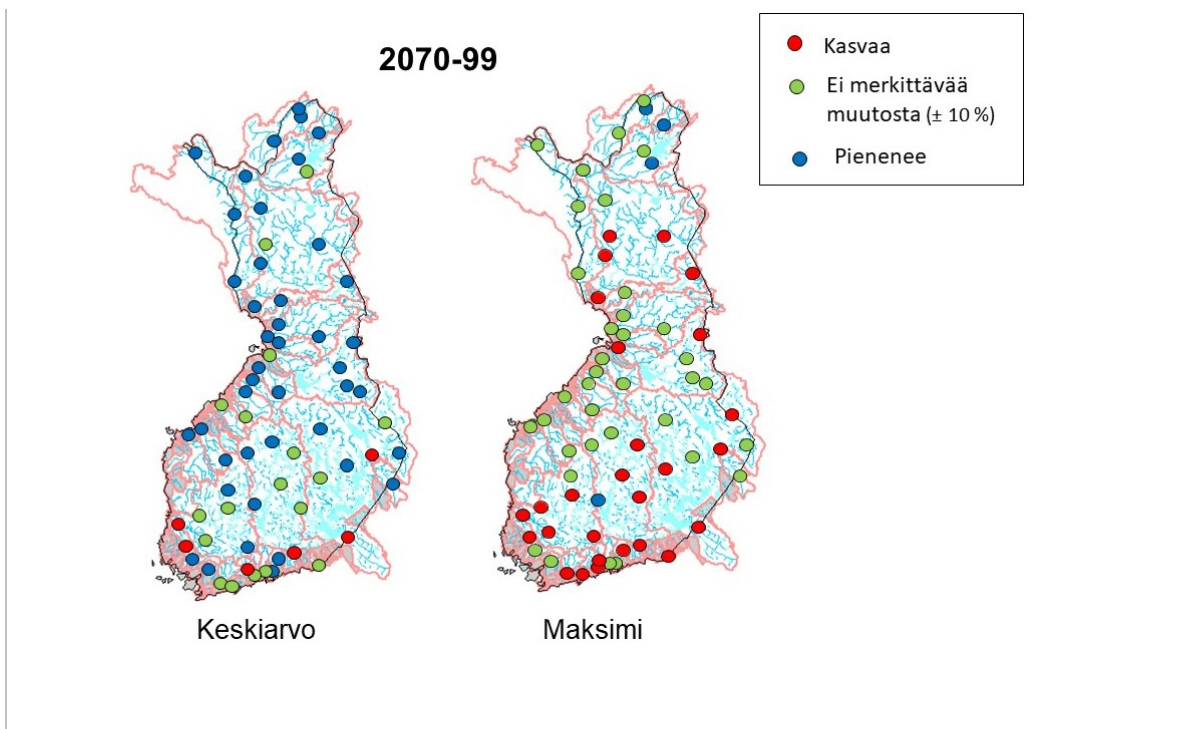 2070-99
Kasvaa
Ei merkittävää
muutosta (± 10 %)
Pienenee
Keskiarvo
Maksimi